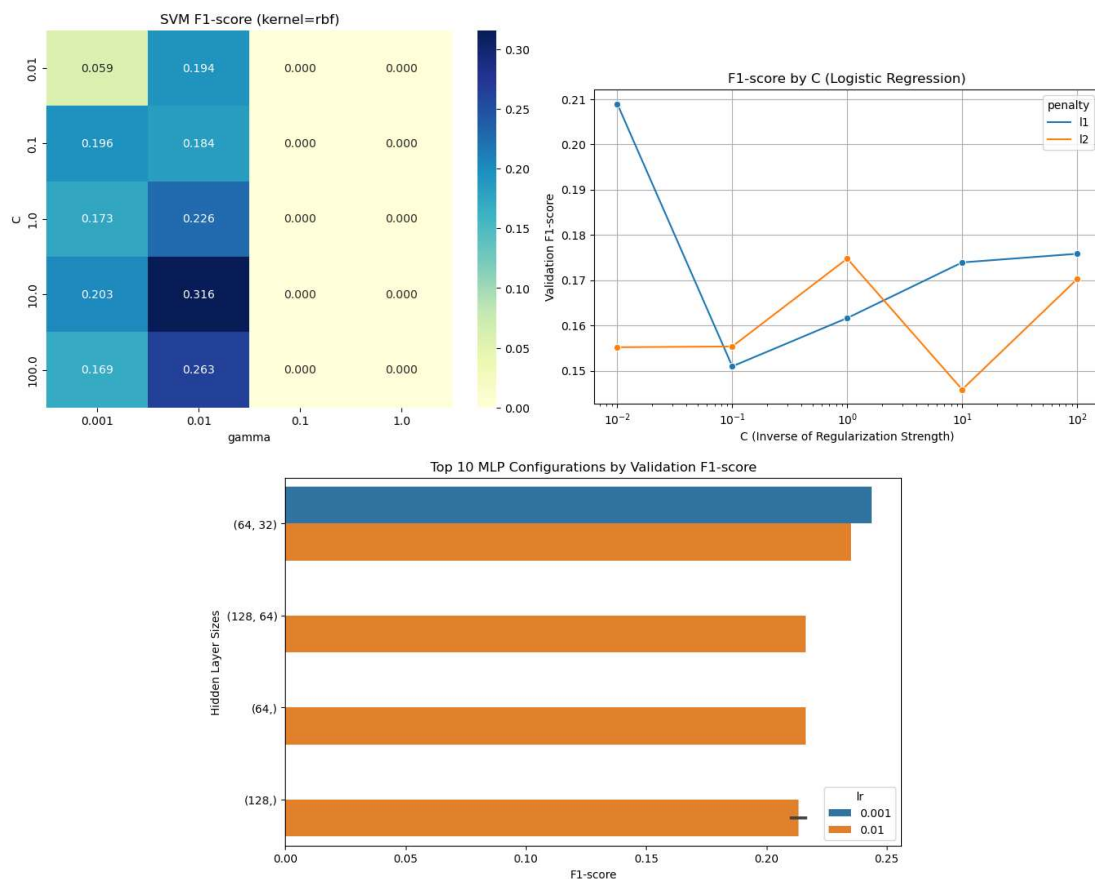 SVM F1-score (kernel=rbf)
C
0.01
0.059 0.194 0.000 0.000
0.1
0.196 0.184 0.000 0.000
1.0
0.173 0.226 0.000 0.000
10.0
0.203 0.316 0.000 0.000
100.0
0.169 0.263 0.000 0.000
0.001 0.01 0.1 1.0
gamma
0.30
0.25
0.20
0.15
0.10
0.05
0.00
F1-score by C (Logistic Regression)
penalty
l1
l2
Validation F1-score
0.21
0.20
0.19
0.18
0.17
0.16
0.15
10⁻² 10⁻¹ 10⁰ 10¹ 10²
C (Inverse of Regularization Strength)
Top 10 MLP Configurations by Validation F1-score
Hidden Layer Sizes
(64, 32)
(128, 64)
(64,)
(128,)
lr
0.001
0.01
0.00 0.05 0.10 0.15 0.20 0.25
F1-score